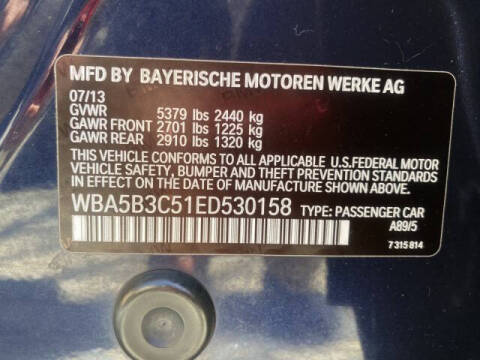 MFD BY BAYERISCHE MOTOREN WERKE AG
07/13
GVWR 5379 lbs 2440 kg
GAWR FRONT 2701 lbs 1225 kg
GAWR REAR 2910 lbs 1320 kg
THIS VEHICLE CONFORMS TO ALL APPLICABLE U.S.FEDERAL MOTOR
VEHICLE SAFETY, BUMPER AND THEFT PREVENTION STANDARDS
IN EFFECT ON THE DATE OF MANUFACTURE SHOWN ABOVE.
WBA5B3C51ED530158 TYPE: PASSENGER CAR
A89/5
7315814